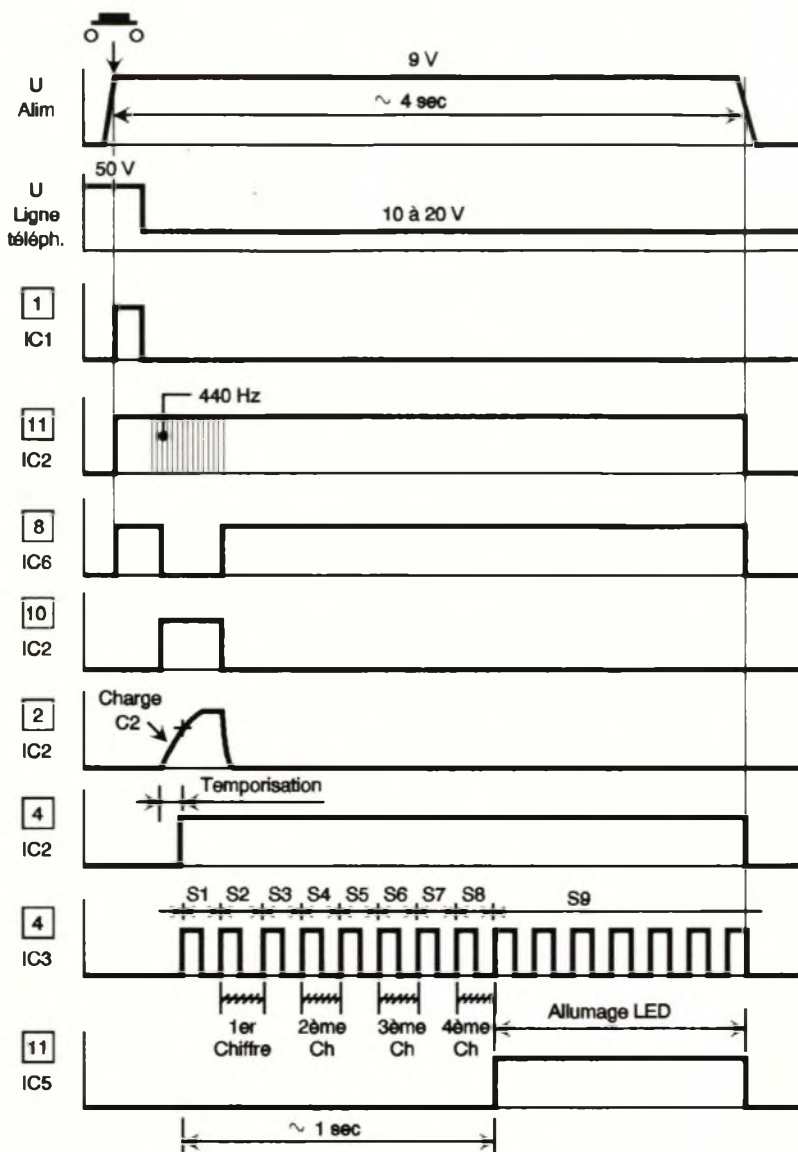 9 V
U
Alim
~ 4 sec
50 V
U
Ligne
téléph.
10 à 20 V
1
IC1
440 Hz
11
IC2
8
IC6
10
IC2
Charge
C2
2
IC2
Temporisation
4
IC2
S1 S2 S3 S4 S5 S6 S7 S8 S9
4
IC3
1er
Chiffre
2ème
Ch
3ème
Ch
4ème
Ch
Allumage LED
11
IC5
~ 1 sec